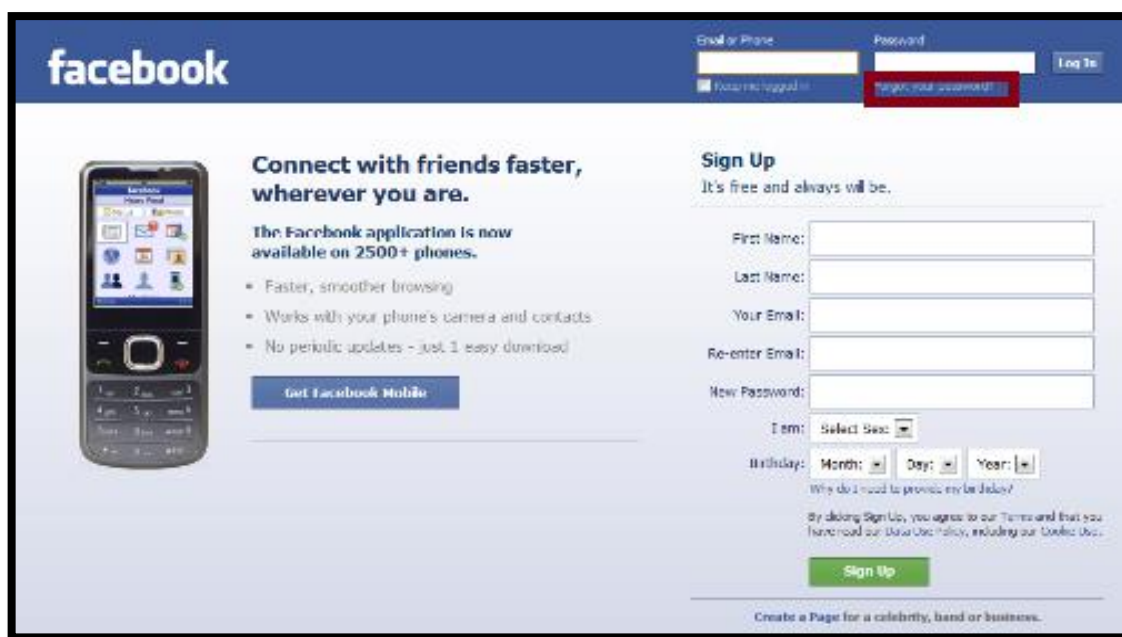 facebook
Email or Phone
Password
Log In
Keep me logged in
Forgot your password?
Connect with friends faster,
wherever you are.
The Facebook application is now
available on 2500+ phones.
Faster, smoother browsing
Works with your phone's camera and contacts
No periodic updates - just 1 easy download
Get Facebook Mobile
Sign Up
It's free and always will be.
First Name:
Last Name:
Your Email:
Re-enter Email:
New Password:
I am: Select Sex:
Birthday: Month: Day: Year:
Why do I need to provide my birthday?
By clicking Sign Up, you agree to our Terms and that you
have read our Data Use Policy, including our Cookie Use.
Sign Up
Create a Page for a celebrity, band or business.